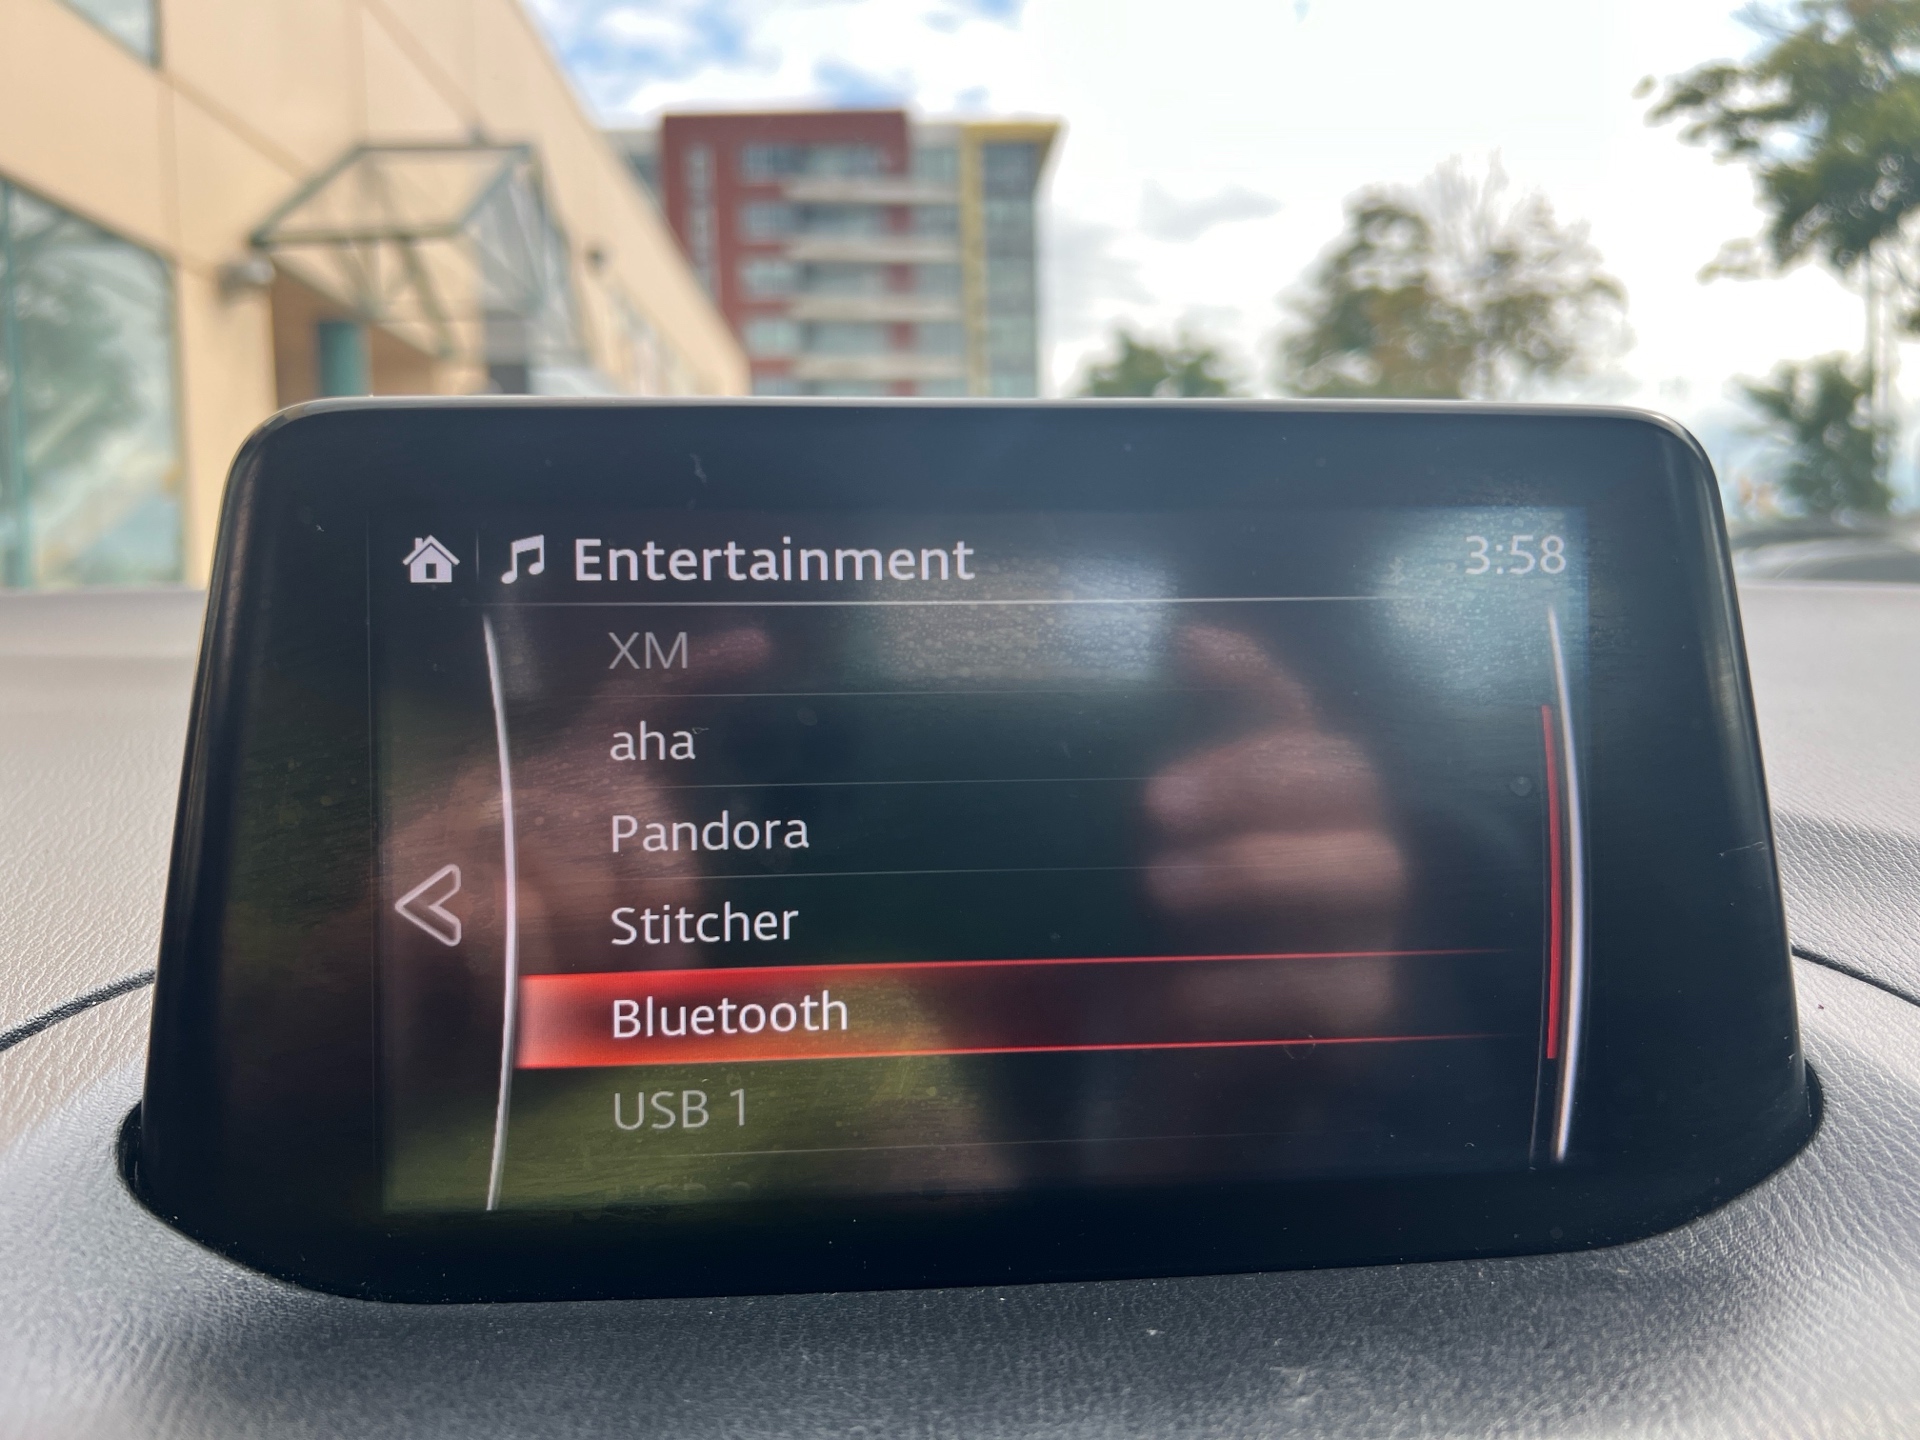 Entertainment 3:58
XM
aha
Pandora
Stitcher
Bluetooth
USB 1